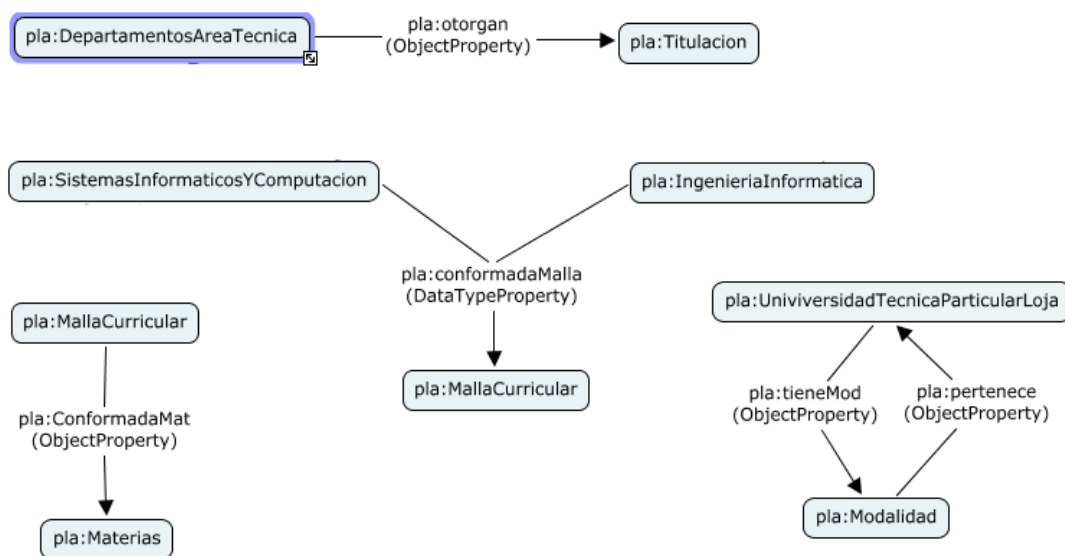 pla:DepartamentosAreaTecnica
pla:otorgan
(ObjectProperty)
pla:Titulacion
pla:SistemasInformaticosYComputacion
pla:IngenieriaInformatica
pla:conformadaMalla
(DataTypeProperty)
pla:MallaCurricular
pla:MallaCurricular
pla:ConformadaMat
(ObjectProperty)
pla:Materias
pla:UniviversidadTecnicaParticularLoja
pla:tieneMod
(ObjectProperty)
pla:pertenece
(ObjectProperty)
pla:Modalidad